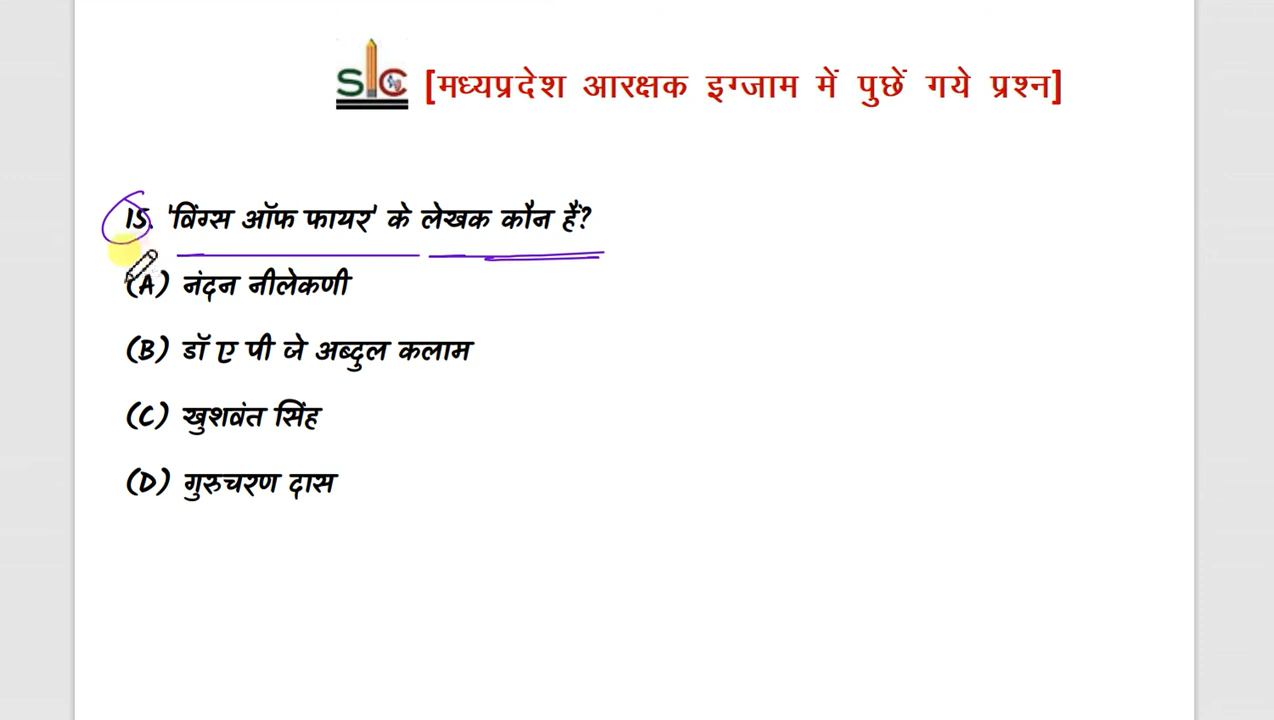 SIC [मध्यप्रदेश आरक्षक इग्जाम में पुछें गये प्रश्न]
15. 'विंग्स ऑफ फायर' के लेखक कौन हैं?
(A) नंदन नीलेकणी
(B) डॉ ए पी जे अब्दुल कलाम
(C) खुशवंत सिंह
(D) गुरुचरण दास